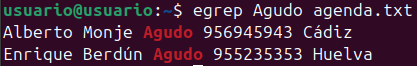 usuario@usuario:~$ egrep Agudo agenda.txt
Alberto Monje Agudo 956945943 Cádiz
Enrique Berdún Agudo 955235353 Huelva